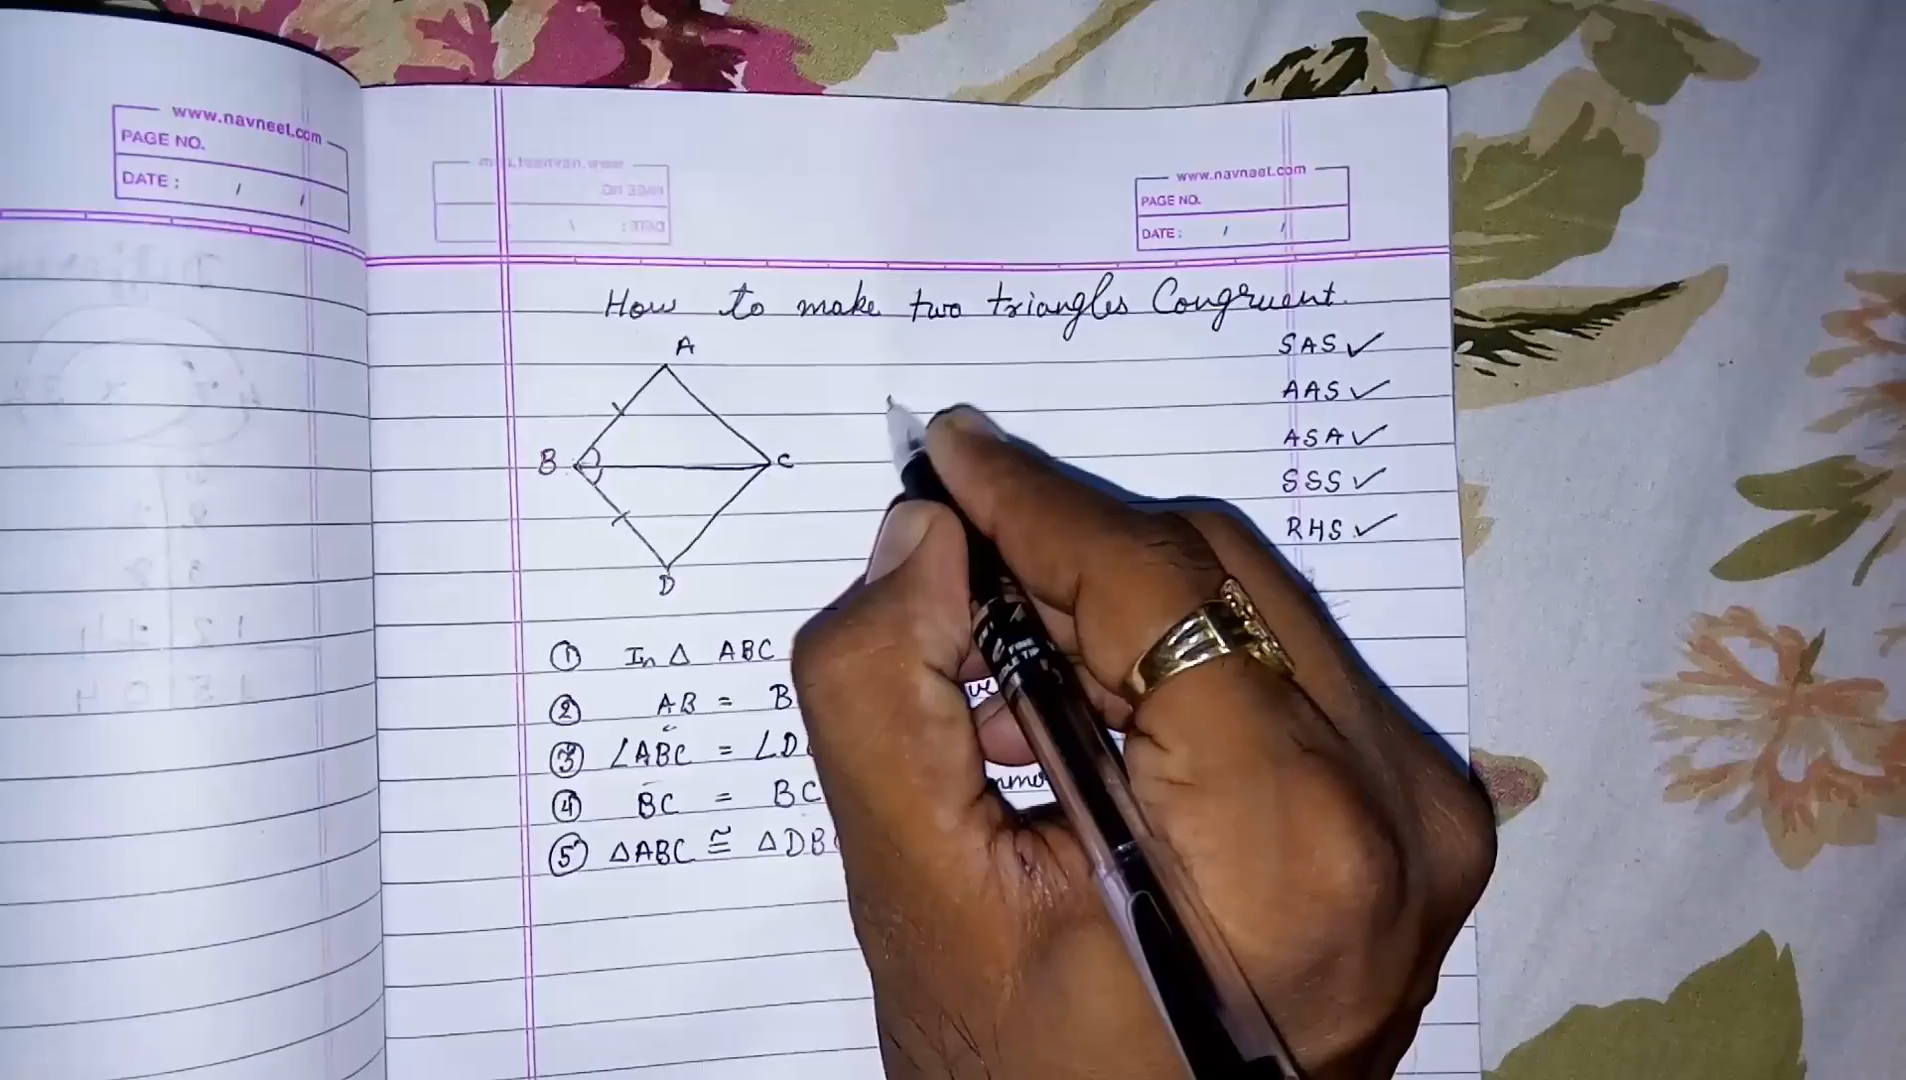 www.navneet.com
PAGE NO.
DATE : / /
www.navneet.com
PAGE NO.
DATE : / /
How to make two triangles Congruent.
SAS ✓
AAS ✓
ASA ✓
SSS ✓
RHS ✓
A
B
C
D
① In △ ABC
② AB = B
③ ∠ABC = ∠D
④ BC = BC
⑤ △ABC ≅ △DB